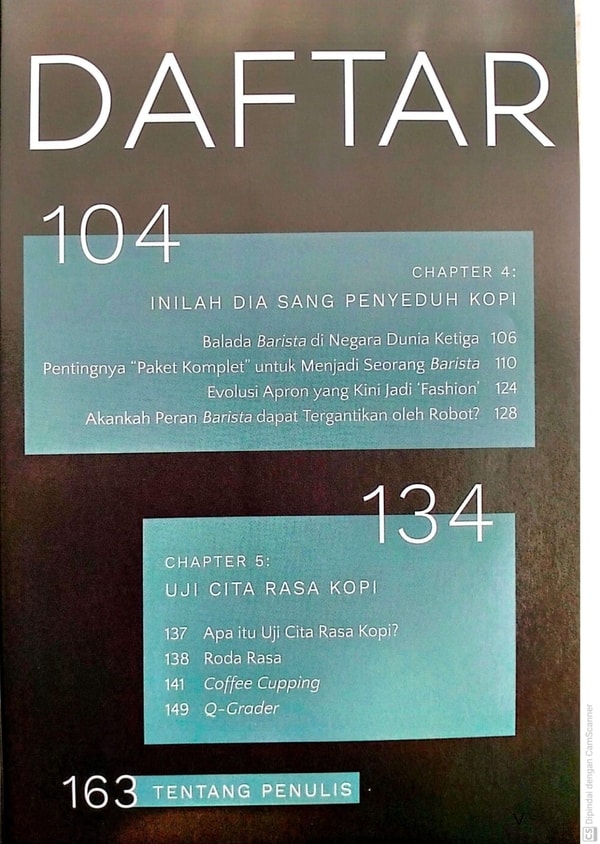 DAFTAR
104
CHAPTER 4:
INILAH DIA SANG PENYEDUH KOPI
Balada Barista di Negara Dunia Ketiga 106
Pentingnya "Paket Komplet" untuk Menjadi Seorang Barista 110
Evolusi Apron yang Kini Jadi 'Fashion' 124
Akankah Peran Barista dapat Tergantikan oleh Robot? 128
134
CHAPTER 5:
UJI CITA RASA KOPI
137 Apa itu Uji Cita Rasa Kopi?
138 Roda Rasa
141 Coffee Cupping
149 Q-Grader
163 TENTANG PENULIS
CS Dipindai dengan CamScanner